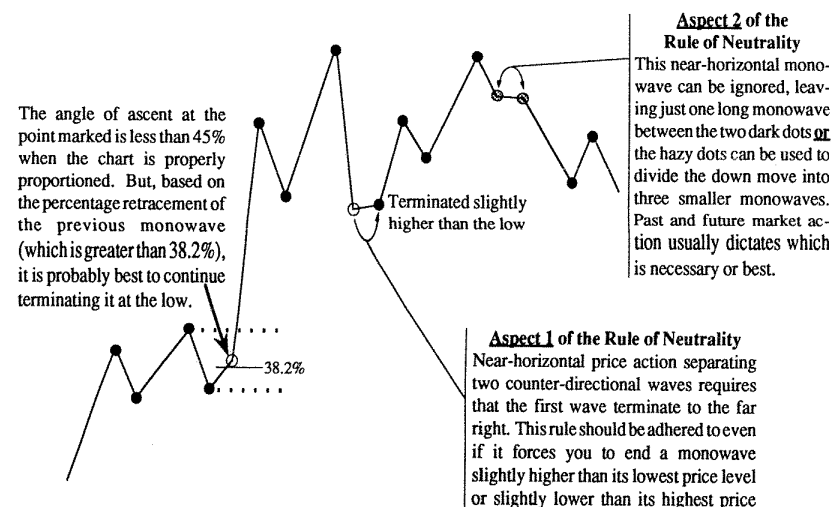 Aspect 2 of the
Rule of Neutrality
This near-horizontal mono-
wave can be ignored, leav-
ing just one long monowave
between the two dark dots or
the hazy dots can be used to
divide the down move into
three smaller monowaves.
Past and future market ac-
tion usually dictates which
is necessary or best.
The angle of ascent at the
point marked is less than 45%
when the chart is properly
proportioned. But, based on
the percentage retracement of
the previous monowave
(which is greater than 38.2%),
it is probably best to continue
terminating it at the low.
Terminated slightly
higher than the low
38.2%
Aspect 1 of the Rule of Neutrality
Near-horizontal price action separating
two counter-directional waves requires
that the first wave terminate to the far
right. This rule should be adhered to even
if it forces you to end a monowave
slightly higher than its lowest price level
or slightly lower than its highest price